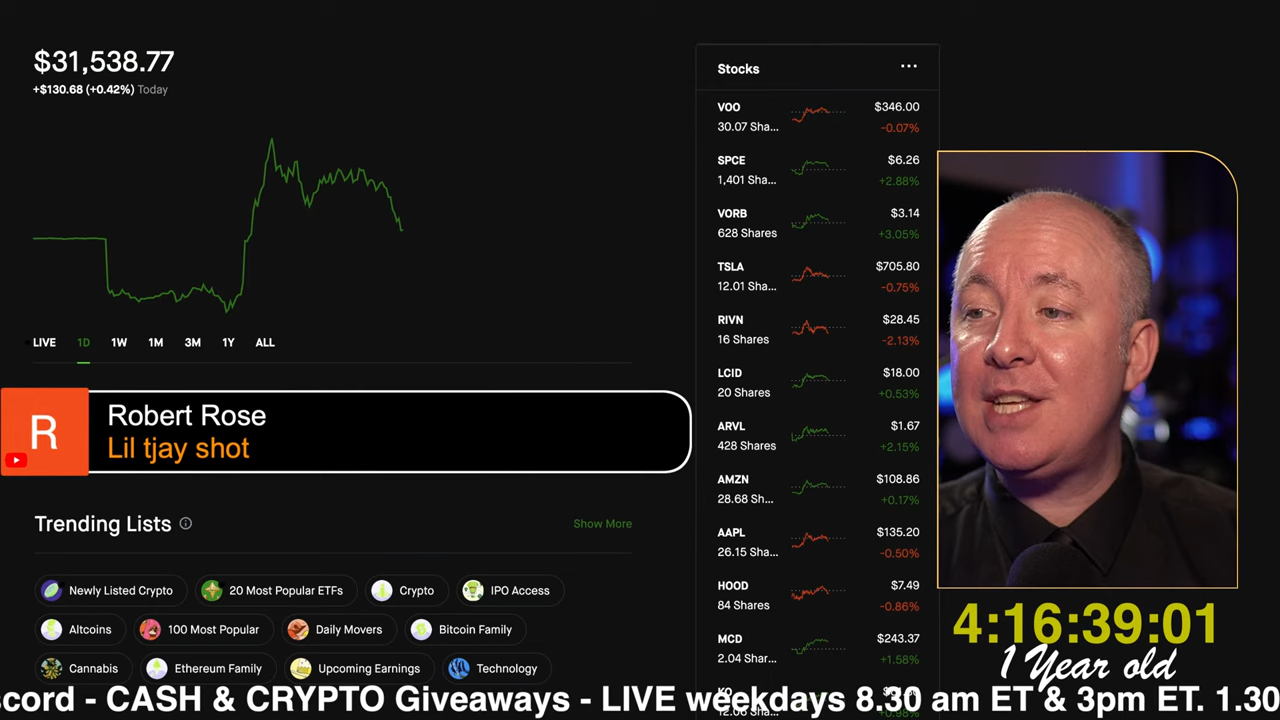 $31,538.77
+$130.68 (+0.42%) Today
LIVE 1D 1W 1M 3M 1Y ALL
R
Robert Rose
Lil tjay shot
Trending Lists
Show More
Newly Listed Crypto
20 Most Popular ETFs
Crypto
IPO Access
Altcoins
100 Most Popular
Daily Movers
Bitcoin Family
Cannabis
Ethereum Family
Upcoming Earnings
Technology
Stocks
VOO $346.00
30.07 Sha... -0.07%
SPCE $6.26
1,401 Sha... +2.88%
VORB $3.14
628 Shares +3.05%
TSLA $705.80
12.01 Sha... -0.75%
RIVN $28.45
16 Shares -2.13%
LCID $18.00
20 Shares +0.53%
ARVL $1.67
428 Shares +2.15%
AMZN $108.86
28.68 Sh... +0.17%
AAPL $135.20
26.15 Sha... -0.50%
HOOD $7.49
84 Shares -0.86%
MCD $243.37
2.04 Shar... +1.58%
4:16:39:01
1 Year old
scord - CASH & CRYPTO Giveaways - LIVE weekdays 8.30 am ET & 3pm ET. 1.30